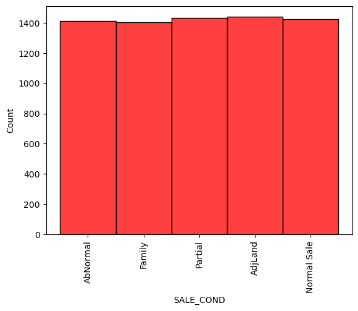 1400
1200
1000
800
600
400
200
0
Count
AbNormal
Family
Partial
AdjLand
Normal Sale
SALE_COND